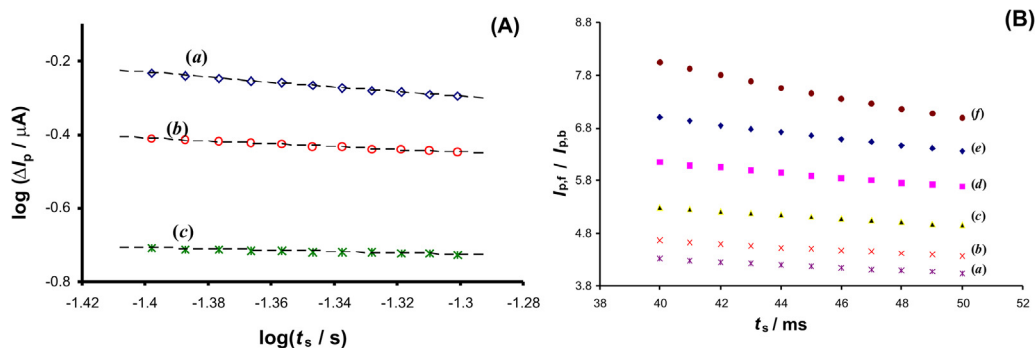 (A)
log (ΔIp / μA)
-0.2
-0.4
-0.6
-0.8
(a)
(b)
(c)
-1.42
-1.4
-1.38
-1.36
-1.34
-1.32
-1.3
-1.28
log(ts / s)
(B)
Ip,f / Ip,b
8.8
7.8
6.8
5.8
4.8
3.8
(f)
(e)
(d)
(c)
(b)
(a)
38
40
42
44
46
48
50
52
ts / ms